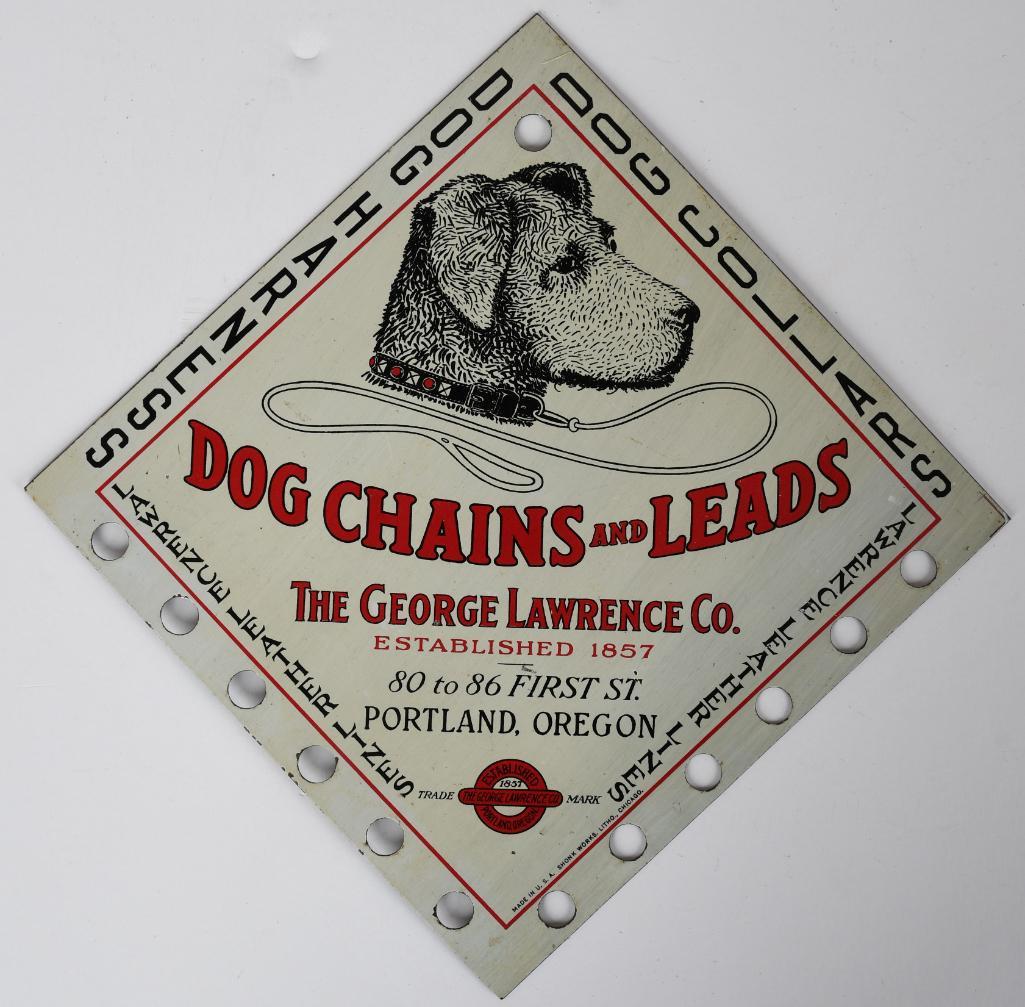 DOG HARNESS
DOG COLLARS
DOG CHAINS AND LEADS
THE GEORGE LAWRENCE CO.
ESTABLISHED 1857
80 to 86 FIRST ST.
PORTLAND, OREGON
LAWRENCE LEATHER LINES
LAWRENCE LEATHER LINES
TRADE MARK
ESTABLISHED
1857
THE GEORGE LAWRENCE CO.
PORTLAND, OREGON
MADE IN U.S.A. SHONK WORKS. LITHO., CHICAGO.